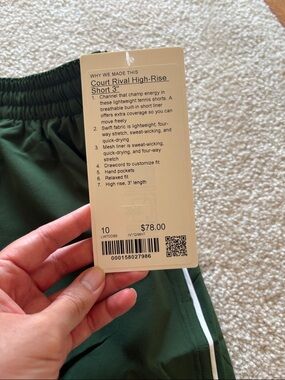 WHY WE MADE THIS
Court Rival High-Rise
Short 3"
1. Channel that champ energy in
these lightweight tennis shorts. A
breathable built in short liner
offers extra coverage so you can
move freely
2. Swift fabric is lightweight, four-
way stretch, sweat-wicking, and
quick-drying
3. Mesh liner is sweat-wicking,
quick-drying, and four-way
stretch
4. Drawcord to customize fit
5. Hand pockets
6. Relaxed fit
7. High rise, 3" length
10 $78.00
000158027986